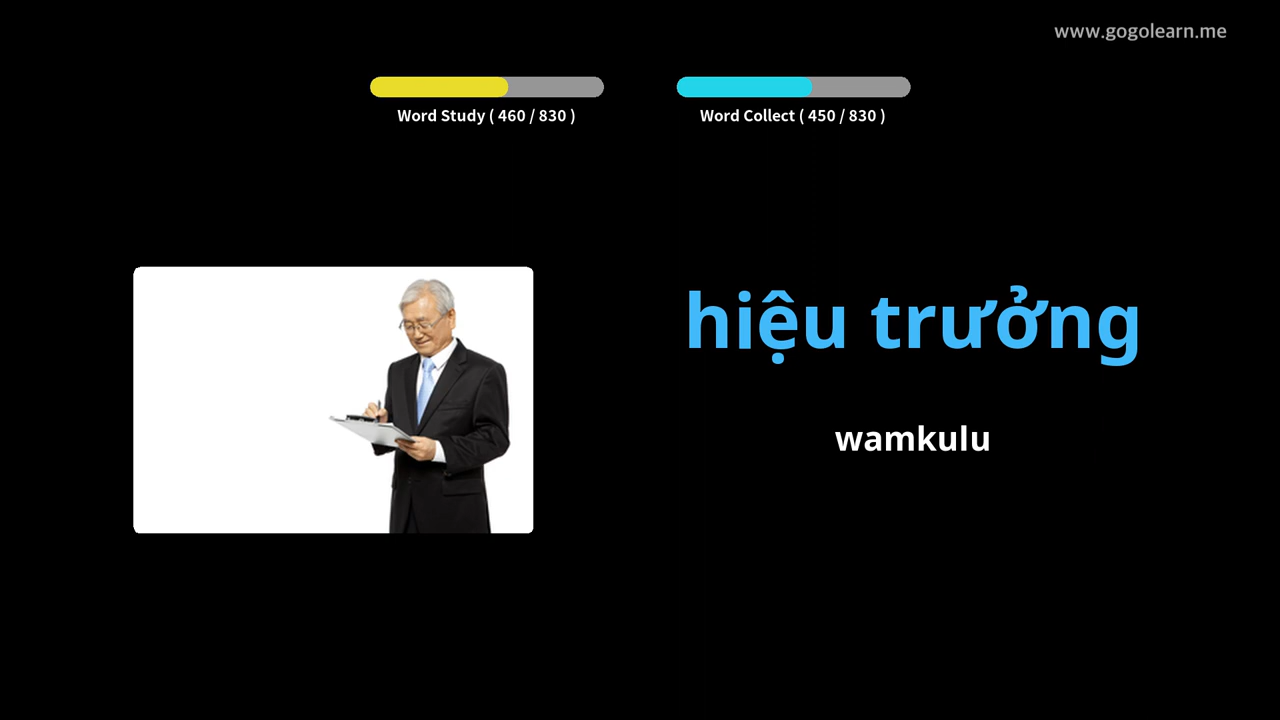 www.gogolearn.me
Word Study ( 460 / 830 )
Word Collect ( 450 / 830 )
hiệu trưởng
wamkulu